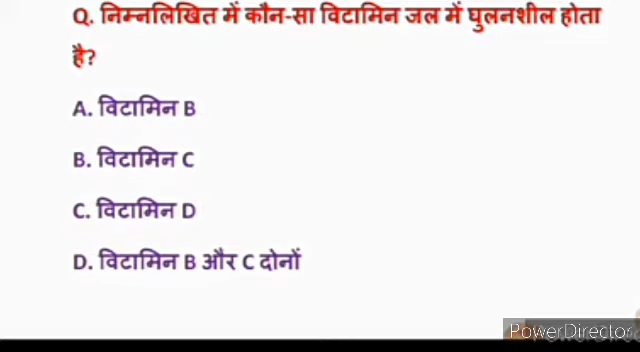 Q. निम्नलिखित में कौन-सा विटामिन जल में घुलनशील होता
है?
A. विटामिन B
B. विटामिन C
C. विटामिन D
D. विटामिन B और C दोनों
PowerDirector